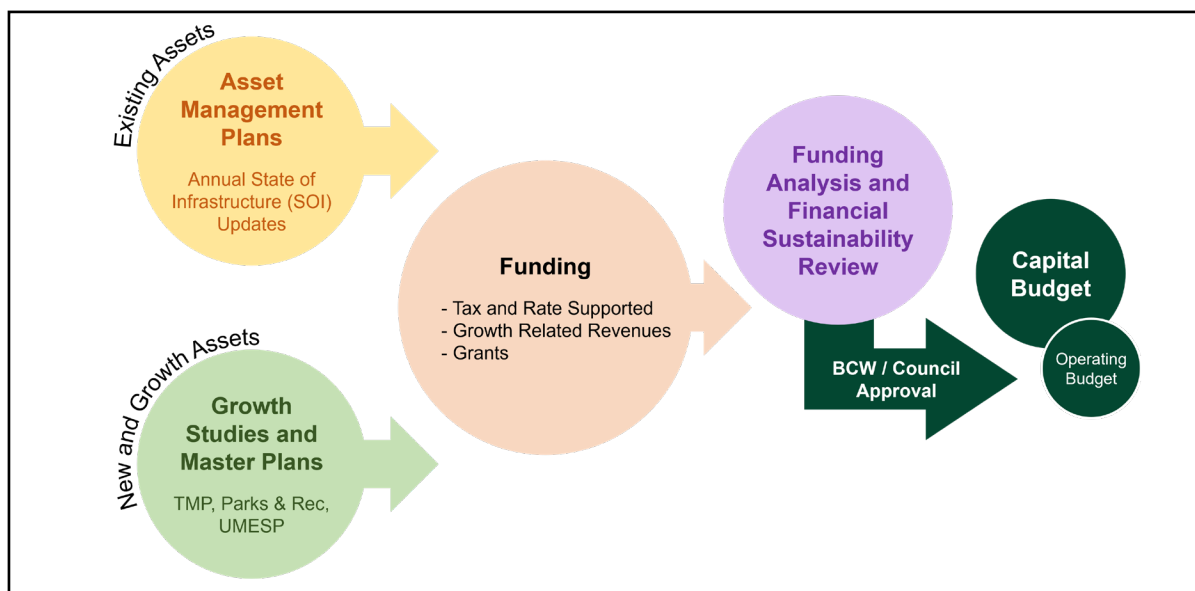 Existing Assets
Asset
Management
Plans
Annual State of
Infrastructure (SOI)
Updates
New and Growth Assets
Growth
Studies and
Master Plans
TMP, Parks & Rec,
UMESP
Funding
- Tax and Rate Supported
- Growth Related Revenues
- Grants
Funding
Analysis and
Financial
Sustainability
Review
BCW / Council
Approval
Capital
Budget
Operating
Budget